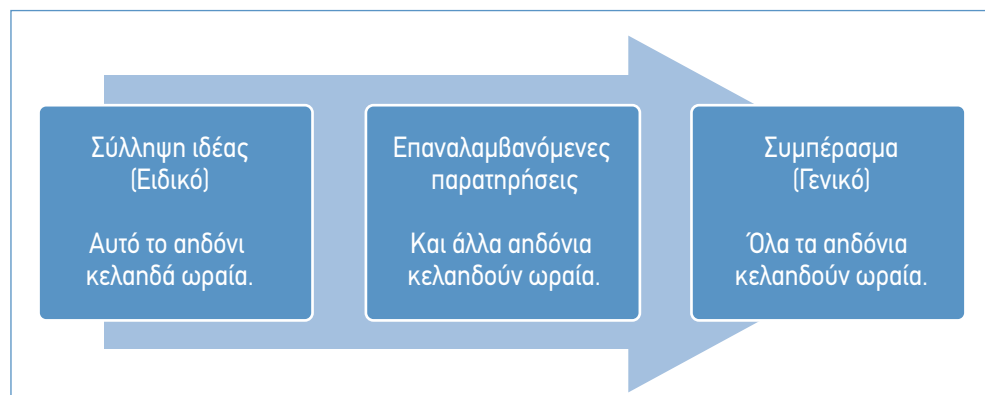 Σύλληψη ιδέας
(Ειδικό)
Αυτό το αηδόνι
κελαηδά ωραία.
Επαναλαμβανόμενες
παρατηρήσεις
Και άλλα αηδόνια
κελαηδούν ωραία.
Συμπέρασμα
(Γενικό)
Όλα τα αηδόνια
κελαηδούν ωραία.